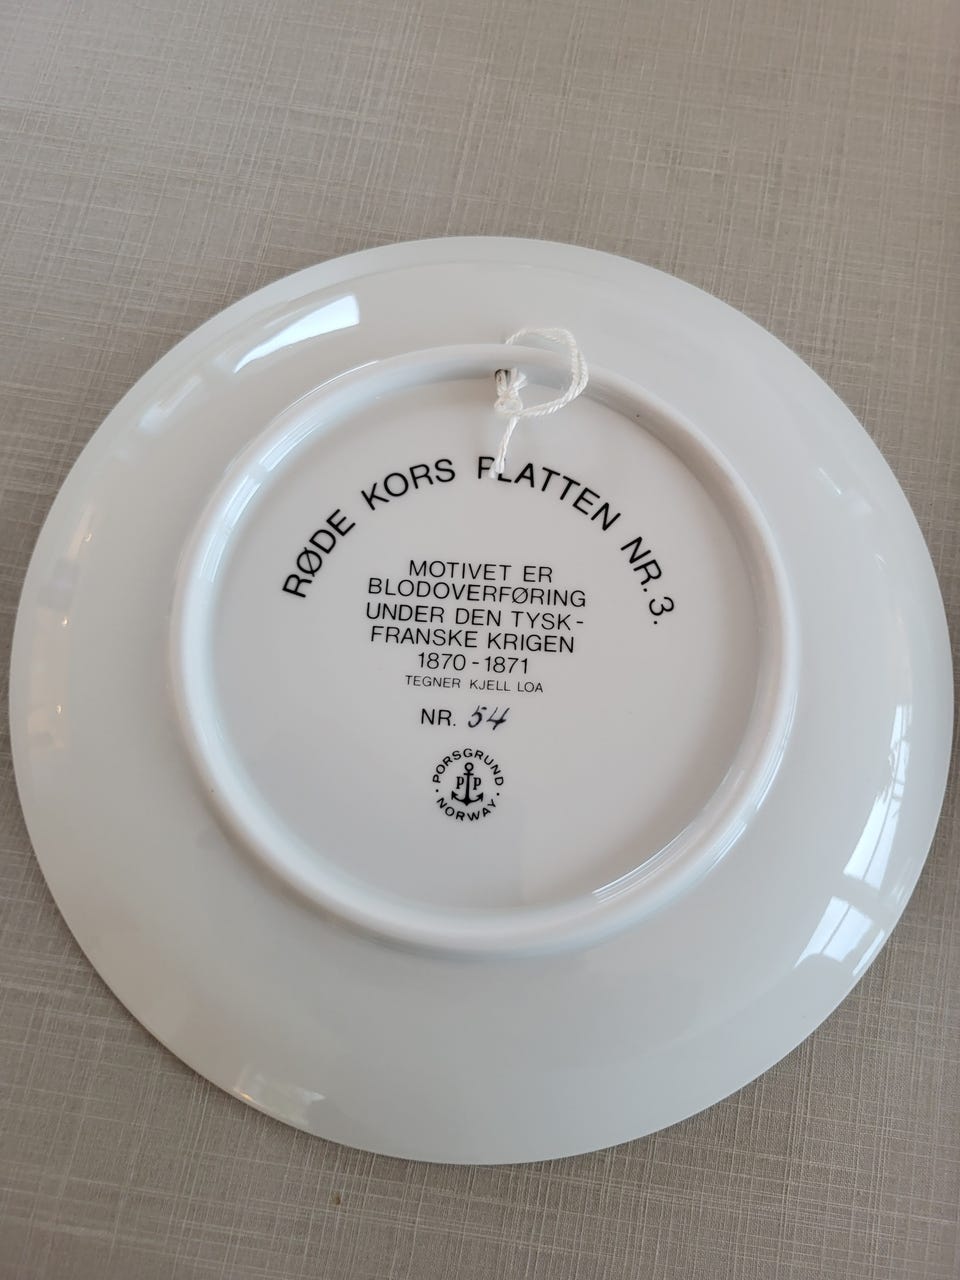 RØDE KORS PLATTEN NR. 3.
MOTIVET ER
BLODOVERFØRING
UNDER DEN TYSK-
FRANSKE KRIGEN
1870-1871
TEGNER KJELL LOA
NR. 54
PORSGRUND
PP
NORWAY